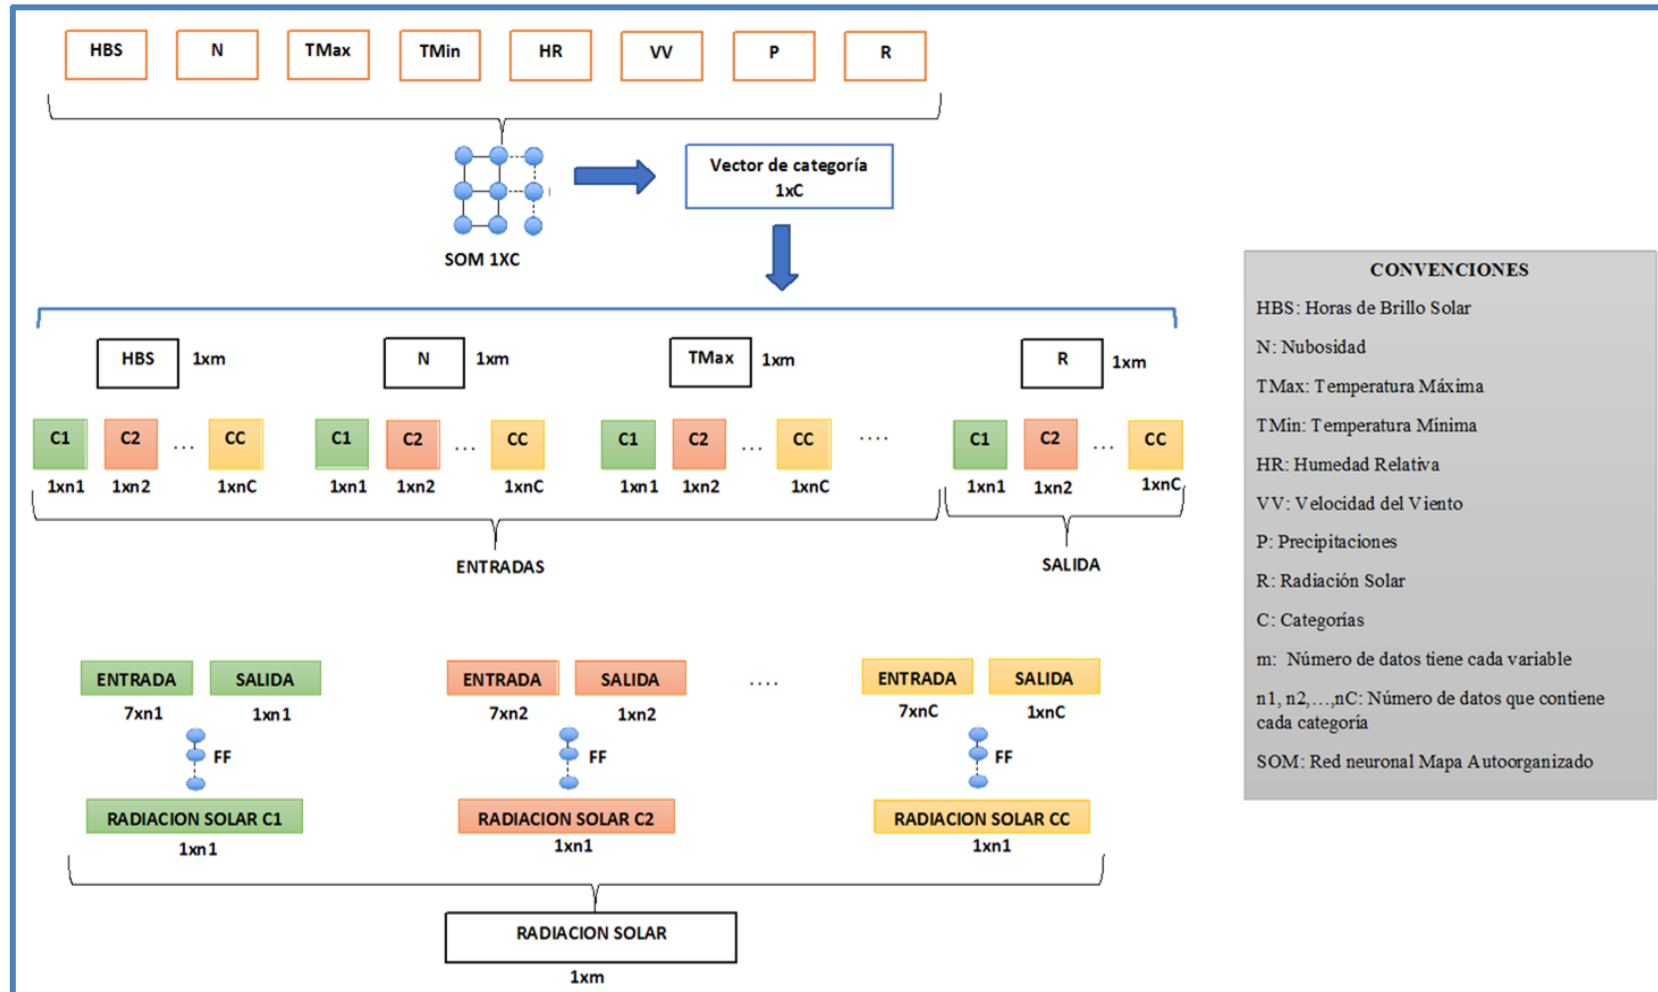 HBS N TMax TMin HR VV P R
Vector de categoría
1xC
SOM 1XC
HBS 1xm N 1xm TMax 1xm R 1xm
C1 C2 ... CC C1 C2 ... CC C1 C2 ... CC .... C1 C2 ... CC
1xn1 1xn2 1xnC 1xn1 1xn2 1xnC 1xn1 1xn2 1xnC 1xn1 1xn2 1xnC
ENTRADAS SALIDA
ENTRADA SALIDA ENTRADA SALIDA .... ENTRADA SALIDA
7xn1 1xn1 7xn2 1xn2 7xnC 1xnC
FF FF FF
RADIACION SOLAR C1 RADIACION SOLAR C2 RADIACION SOLAR CC
1xn1 1xn1 1xn1
RADIACION SOLAR
1xm
CONVENCIONES
HBS: Horas de Brillo Solar
N: Nubosidad
TMax: Temperatura Máxima
TMin: Temperatura Mínima
HR: Humedad Relativa
VV: Velocidad del Viento
P: Precipitaciones
R: Radiación Solar
C: Categorías
m: Número de datos tiene cada variable
n1, n2,…,nC: Número de datos que contiene
cada categoría
SOM: Red neuronal Mapa Autoorganizado